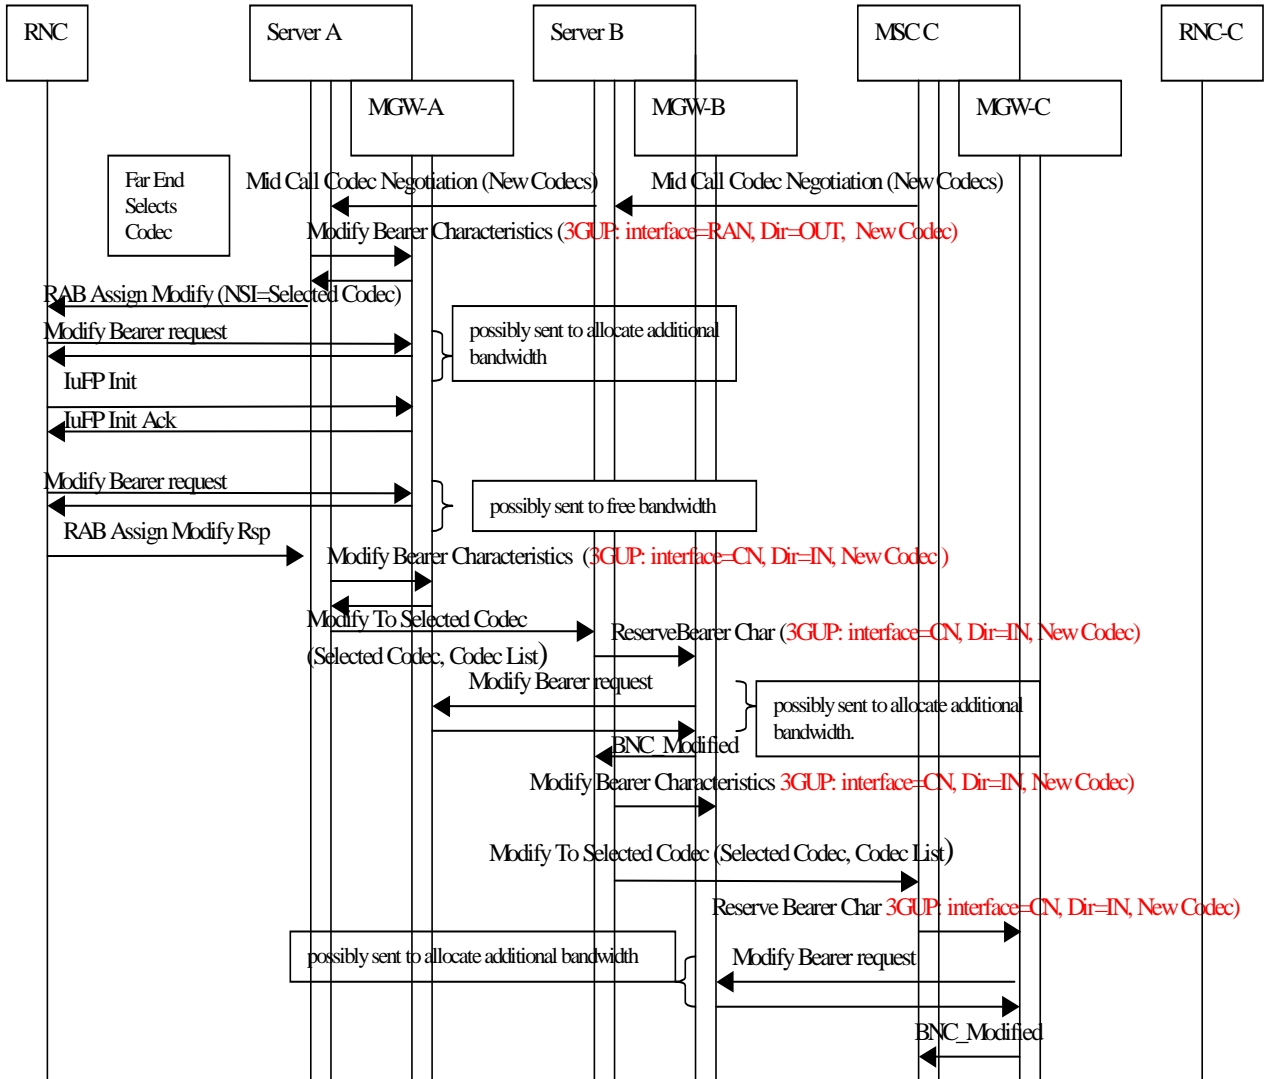 RNC
Server A
Server B
MSC C
RNC-C
MGW-A
MGW-B
MGW-C
Far End
Selects
Codec
Mid Call Codec Negotiation (New Codecs)
Mid Call Codec Negotiation (New Codecs)
Modify Bearer Characteristics (3GUP: interface=RAN, Dir=OUT, New Codec)
RAB Assign Modify (NSI=Selected Codec)
Modify Bearer request
possibly sent to allocate additional
bandwidth
IuFP Init
IuFP Init Ack
Modify Bearer request
possibly sent to free bandwidth
RAB Assign Modify Rsp
Modify Bearer Characteristics (3GUP: interface=CN, Dir=IN, New Codec )
Modify To Selected Codec
(Selected Codec, Codec List)
ReserveBearer Char (3GUP: interface=CN, Dir=IN, New Codec)
Modify Bearer request
possibly sent to allocate additional
bandwidth.
BNC_Modified
Modify Bearer Characteristics 3GUP: interface=CN, Dir=IN, New Codec)
Modify To Selected Codec (Selected Codec, Codec List)
Reserve Bearer Char 3GUP: interface=CN, Dir=IN, New Codec)
possibly sent to allocate additional bandwidth
Modify Bearer request
BNC_Modified